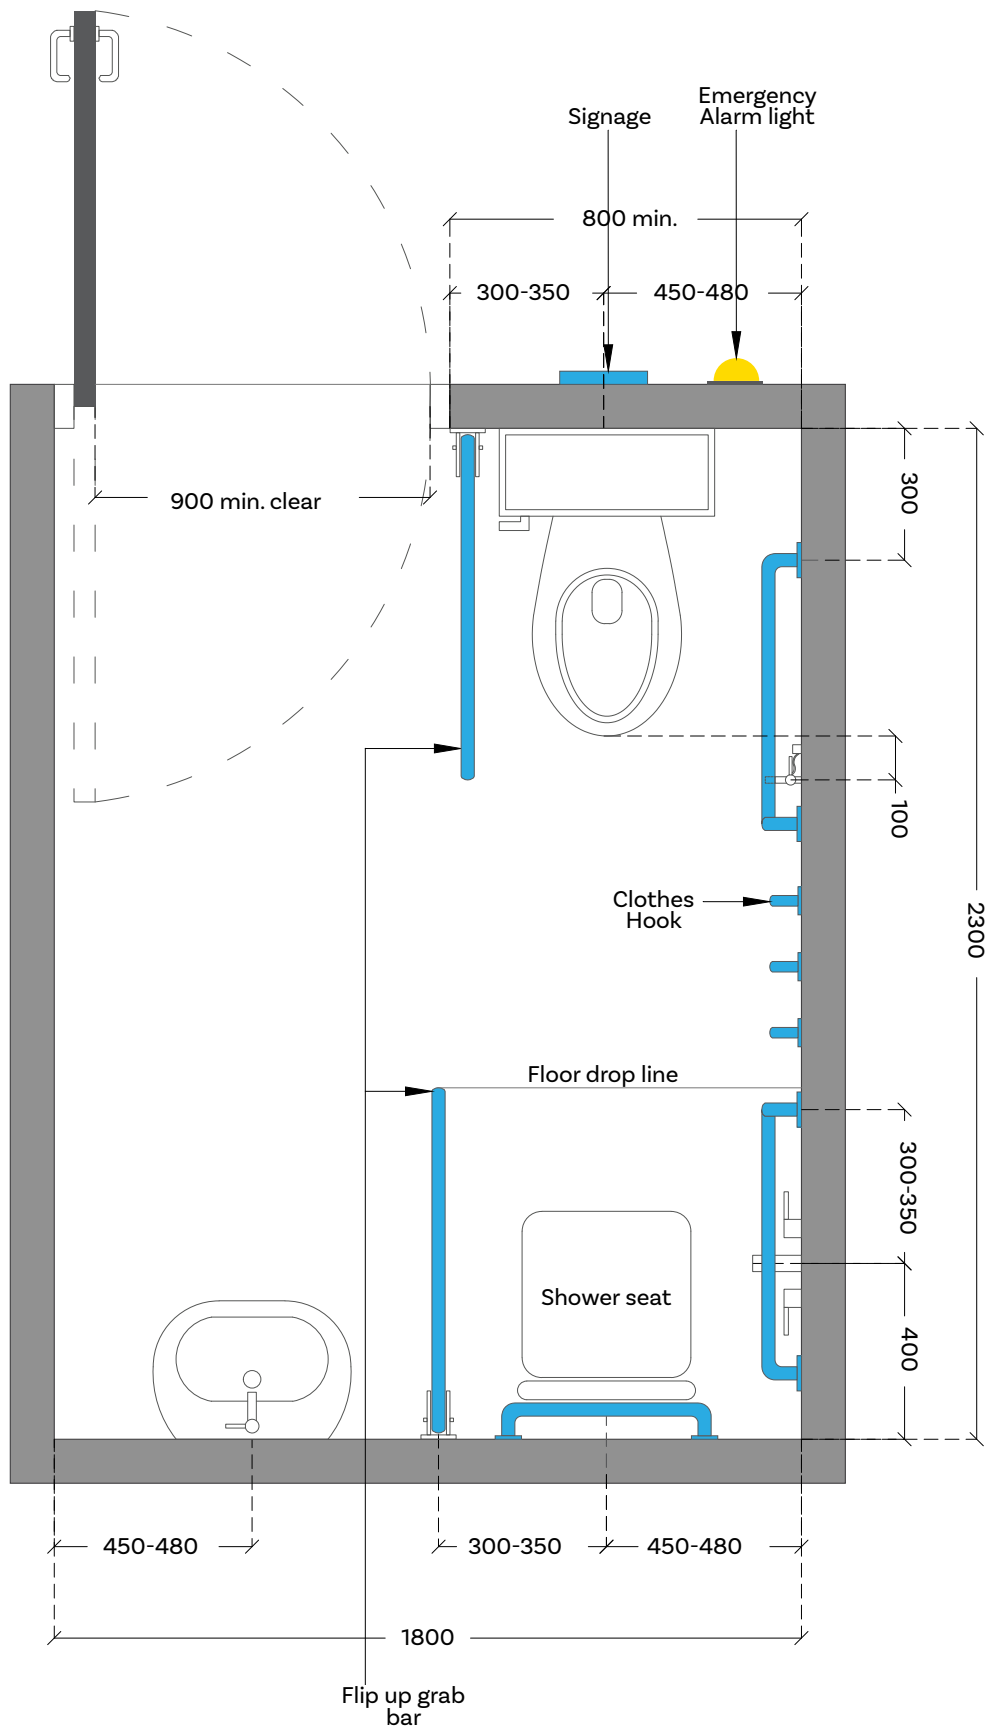 Emergency
Alarm light
Signage
800 min.
300-350
450-480
900 min. clear
300
100
Clothes
Hook
2300
Floor drop line
300-350
Shower seat
400
450-480
300-350
450-480
1800
Flip up grab
bar